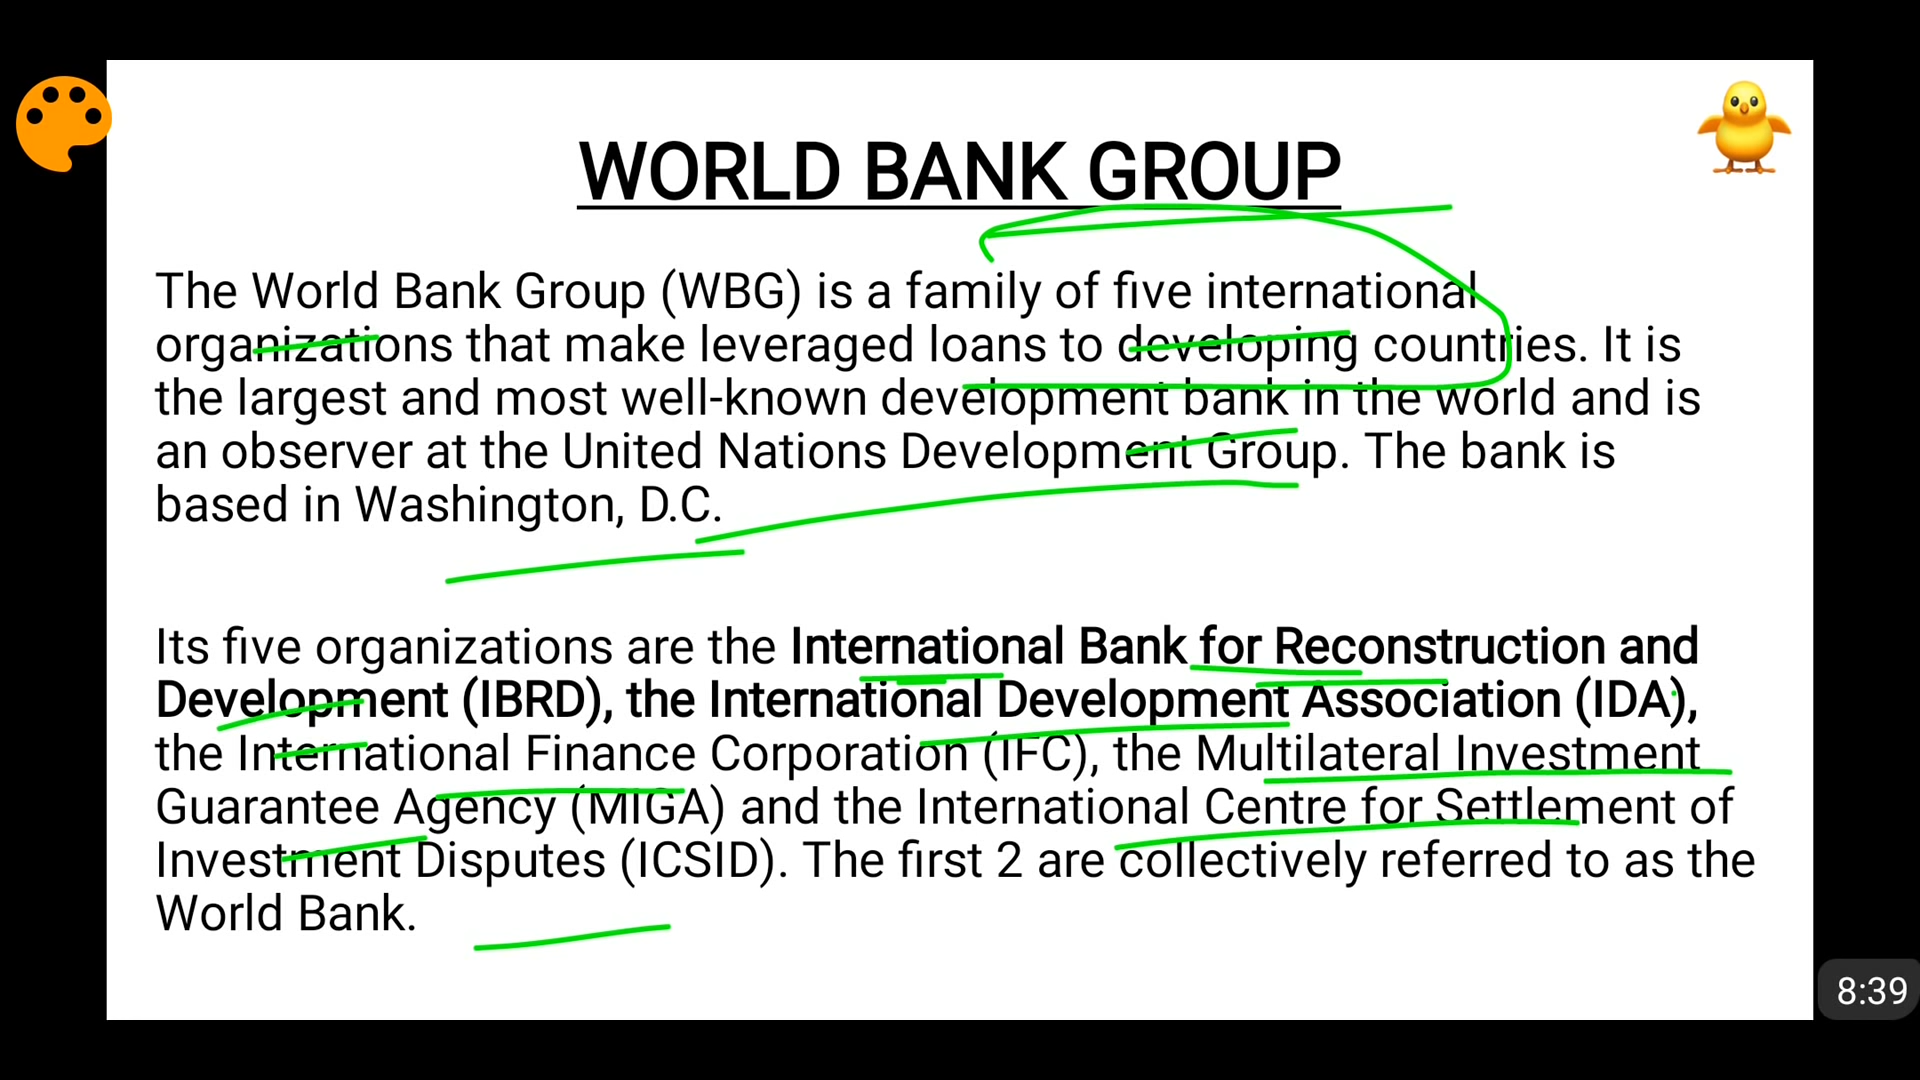 WORLD BANK GROUP
The World Bank Group (WBG) is a family of five international
organizations that make leveraged loans to developing countries. It is
the largest and most well-known development bank in the world and is
an observer at the United Nations Development Group. The bank is
based in Washington, D.C.
Its five organizations are the International Bank for Reconstruction and
Development (IBRD), the International Development Association (IDA),
the International Finance Corporation (IFC), the Multilateral Investment
Guarantee Agency (MIGA) and the International Centre for Settlement of
Investment Disputes (ICSID). The first 2 are collectively referred to as the
World Bank.
8:39